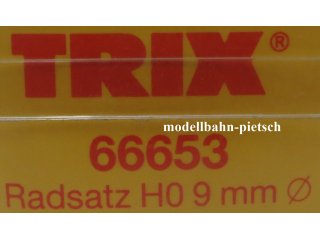 TRIX®
modellbahn-pietsch
66653
Radsatz H0 9 mm Ø